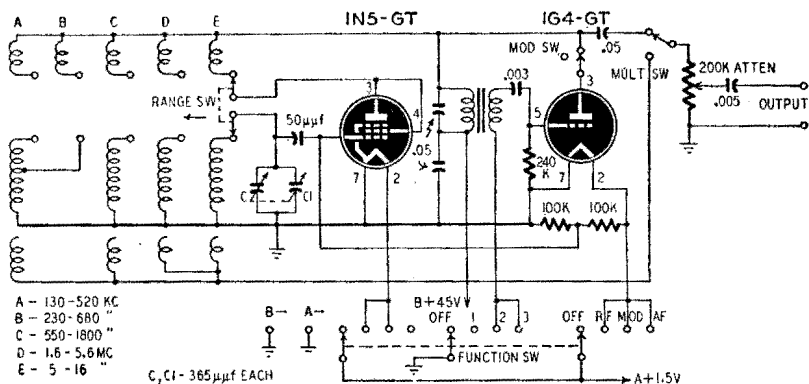 A B C D E
1N5-GT
1G4-GT
MOD SW.
.05
MULT SW
200K ATTEN
.005
OUTPUT
RANGE SW
50μμf
3
4
7
2
.05
.003
5
3
240
K
7
2
100K
100K
C2
C1
A - 130-520 KC
B - 230-680 "
C - 550-1800 "
D - 1.6-5.6MC
E - 5-16 "
B→
A→
OFF
B+45V
1
2
3
OFF
RF
MOD
AF
FUNCTION SW
A+1.5V
C,C1-365μμf EACH